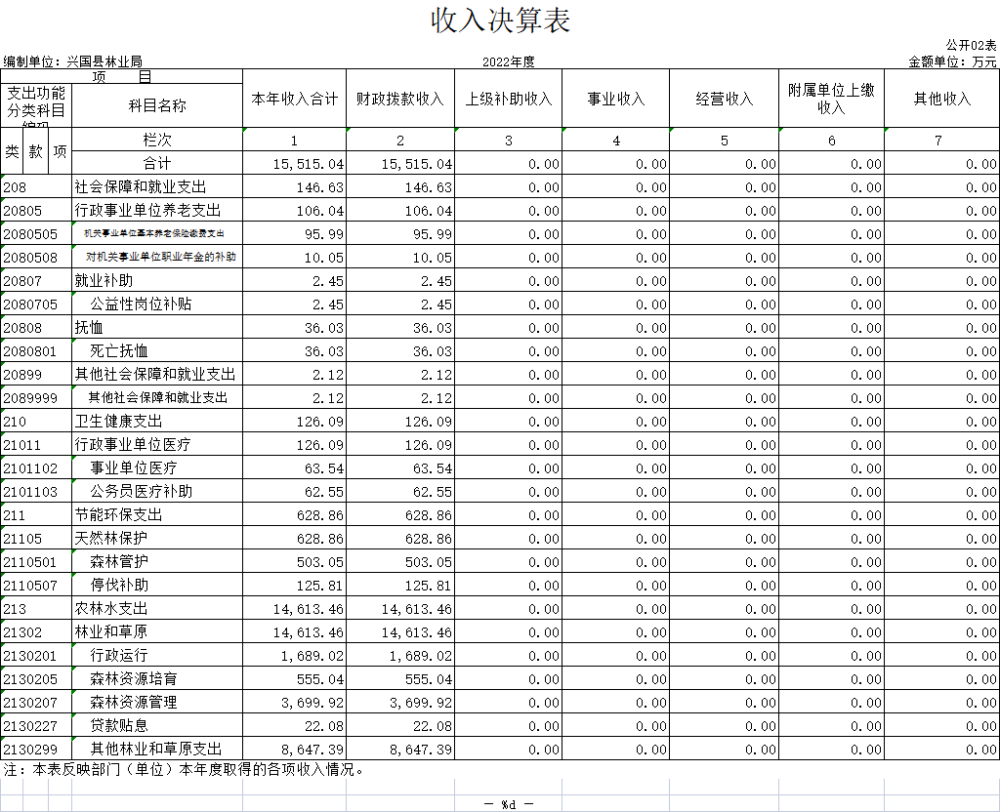 收入决算表
公开02表
编制单位：兴国县林业局 2022年度 金额单位：万元
项 目 本年收入合计 财政拨款收入 上级补助收入 事业收入 经营收入 附属单位上缴收入 其他收入
支出功能分类科目编码 科目名称
类 款 项 栏次 1 2 3 4 5 6 7
合计 15,515.04 15,515.04 0.00 0.00 0.00 0.00 0.00
208 社会保障和就业支出 146.63 146.63 0.00 0.00 0.00 0.00 0.00
20805 行政事业单位养老支出 106.04 106.04 0.00 0.00 0.00 0.00 0.00
2080505 机关事业单位基本养老保险缴费支出 95.99 95.99 0.00 0.00 0.00 0.00 0.00
2080508 对机关事业单位职业年金的补助 10.05 10.05 0.00 0.00 0.00 0.00 0.00
20807 就业补助 2.45 2.45 0.00 0.00 0.00 0.00 0.00
2080705 公益性岗位补贴 2.45 2.45 0.00 0.00 0.00 0.00 0.00
20808 抚恤 36.03 36.03 0.00 0.00 0.00 0.00 0.00
2080801 死亡抚恤 36.03 36.03 0.00 0.00 0.00 0.00 0.00
20899 其他社会保障和就业支出 2.12 2.12 0.00 0.00 0.00 0.00 0.00
2089999 其他社会保障和就业支出 2.12 2.12 0.00 0.00 0.00 0.00 0.00
210 卫生健康支出 126.09 126.09 0.00 0.00 0.00 0.00 0.00
21011 行政事业单位医疗 126.09 126.09 0.00 0.00 0.00 0.00 0.00
2101102 事业单位医疗 63.54 63.54 0.00 0.00 0.00 0.00 0.00
2101103 公务员医疗补助 62.55 62.55 0.00 0.00 0.00 0.00 0.00
211 节能环保支出 628.86 628.86 0.00 0.00 0.00 0.00 0.00
21105 天然林保护 628.86 628.86 0.00 0.00 0.00 0.00 0.00
2110501 森林管护 503.05 503.05 0.00 0.00 0.00 0.00 0.00
2110507 停伐补助 125.81 125.81 0.00 0.00 0.00 0.00 0.00
213 农林水支出 14,613.46 14,613.46 0.00 0.00 0.00 0.00 0.00
21302 林业和草原 14,613.46 14,613.46 0.00 0.00 0.00 0.00 0.00
2130201 行政运行 1,689.02 1,689.02 0.00 0.00 0.00 0.00 0.00
2130205 森林资源培育 555.04 555.04 0.00 0.00 0.00 0.00 0.00
2130207 森林资源管理 3,699.92 3,699.92 0.00 0.00 0.00 0.00 0.00
2130227 贷款贴息 22.08 22.08 0.00 0.00 0.00 0.00 0.00
2130299 其他林业和草原支出 8,647.39 8,647.39 0.00 0.00 0.00 0.00 0.00
注：本表反映部门（单位）本年度取得的各项收入情况。
— %d —